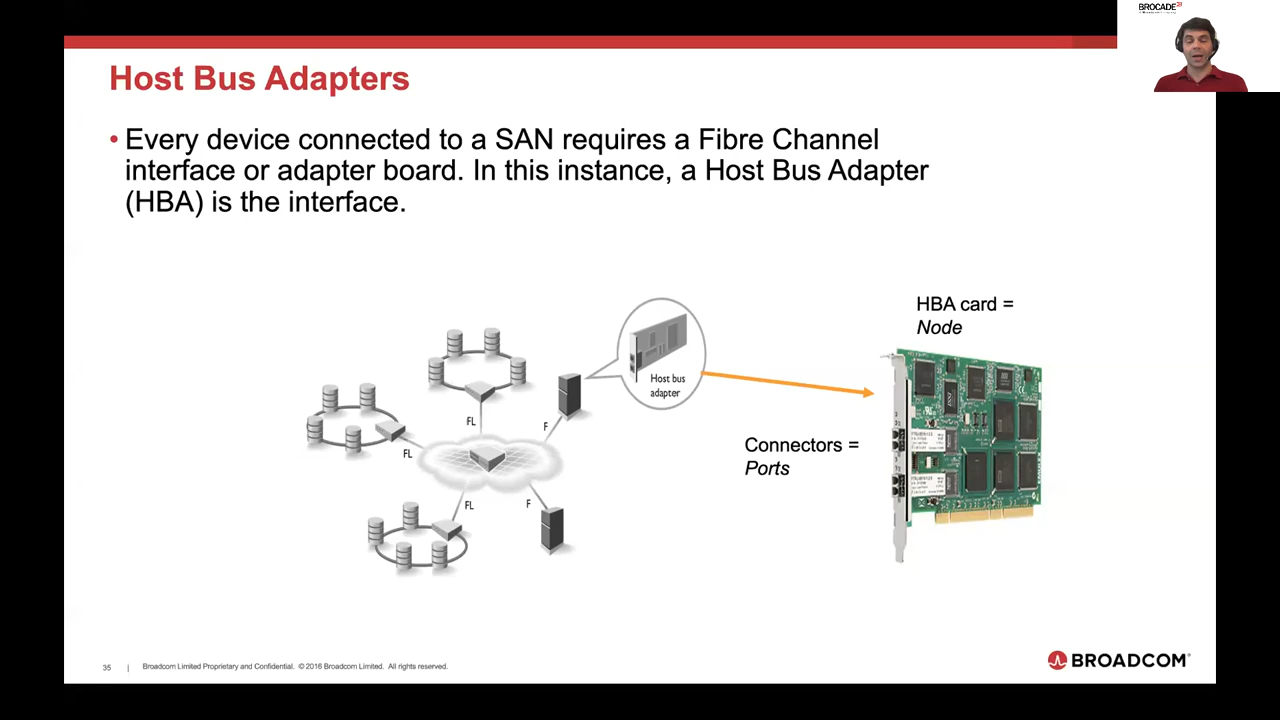 BROCADE
Host Bus Adapters
• Every device connected to a SAN requires a Fibre Channel
interface or adapter board. In this instance, a Host Bus Adapter
(HBA) is the interface.
HBA card =
Node
Host bus
adapter
FL
F
FL
Connectors =
Ports
FL
F
35 | Broadcom Limited Proprietary and Confidential. © 2016 Broadcom Limited. All rights reserved.
BROADCOM®